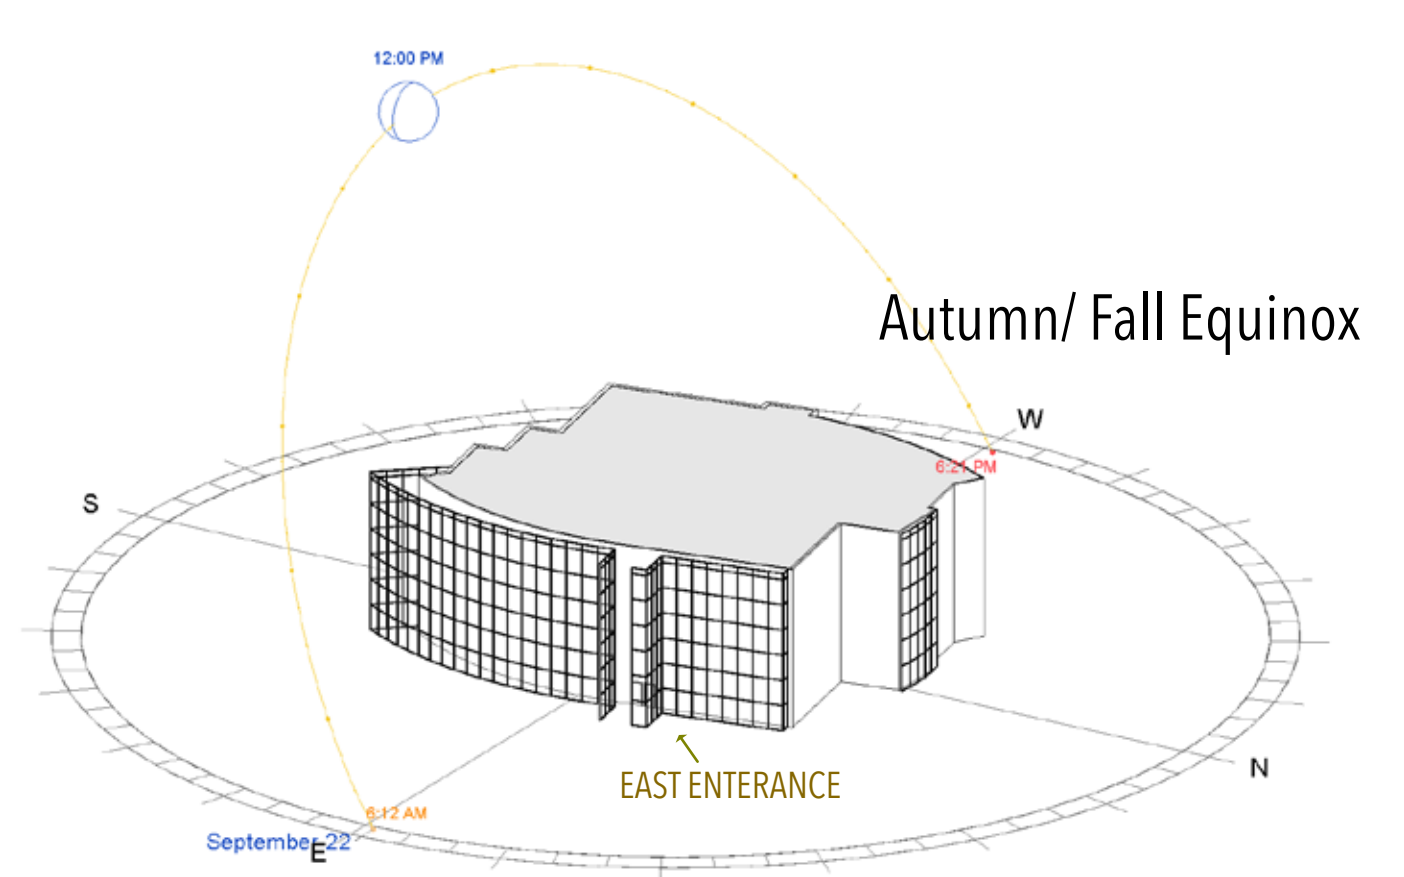 12:00 PM
Autumn/ Fall Equinox
W
6:21 PM
S
N
EAST ENTERANCE
6:12 AM
September 22
E